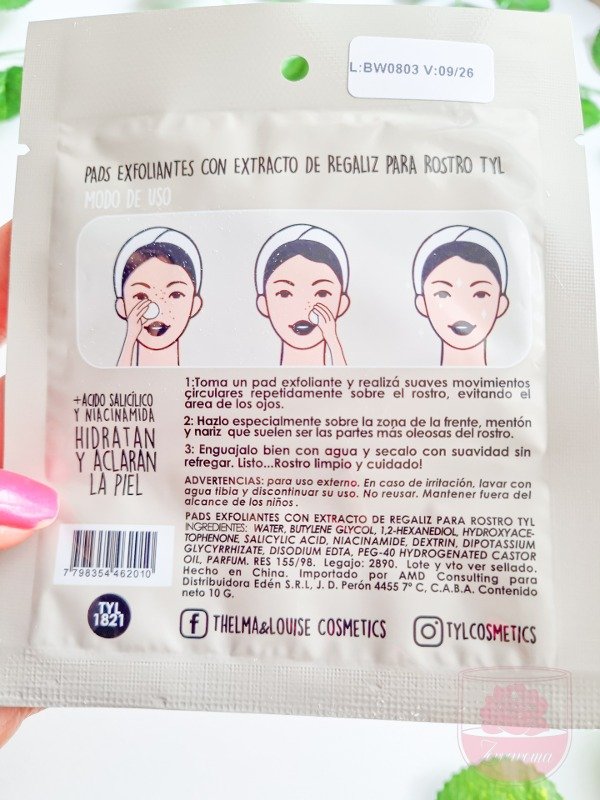 L:BW0803 V:09/26
PADS EXFOLIANTES CON EXTRACTO DE REGALIZ PARA ROSTRO TYL
MODO DE USO
1:Toma un pad exfoliante y realizá suaves movimientos
circulares repetidamente sobre el rostro, evitando el
área de los ojos.
2: Hazlo especialmente sobre la zona de la frente, mentón
y nariz que suelen ser las partes más oleosas del rostro.
3: Enguajalo bien con agua y secalo con suavidad sin
refregar. Listo...Rostro limpio y cuidado!
+ACIDO SALICÍLICO
Y NIACINAMIDA
HIDRATAN
Y ACLARAN
LA PIEL
ADVERTENCIAS: para uso externo. En caso de irritación, lavar con
agua tibia y discontinuar su uso. No reusar. Mantener fuera del
alcance de los niños.
PADS EXFOLIANTES CON EXTRACTO DE REGALIZ PARA ROSTRO TYL
INGREDIENTES: WATER, BUTYLENE GLYCOL, 1,2-HEXANEDIOL, HYDROXYACE-
TOPHENONE, SALICYLIC ACID, NIACINAMIDE, DEXTRIN, DIPOTASSIUM
GLYCYRRHIZATE, DISODIUM EDTA, PEG-40 HYDROGENATED CASTOR
OIL, PARFUM. RES 155/98. Legajo: 2890. Lote y vto ver sellado.
Hecho en China. Importado por AMD Consulting para
Distribuidora Edén S.R.L, J. D. Perón 4455 7º C, C.A.B.A. Contenido
neto 10 G.
7 798354 462010
TYL
1821
THELMA&LOUISE COSMETICS
TYLCOSMETICS